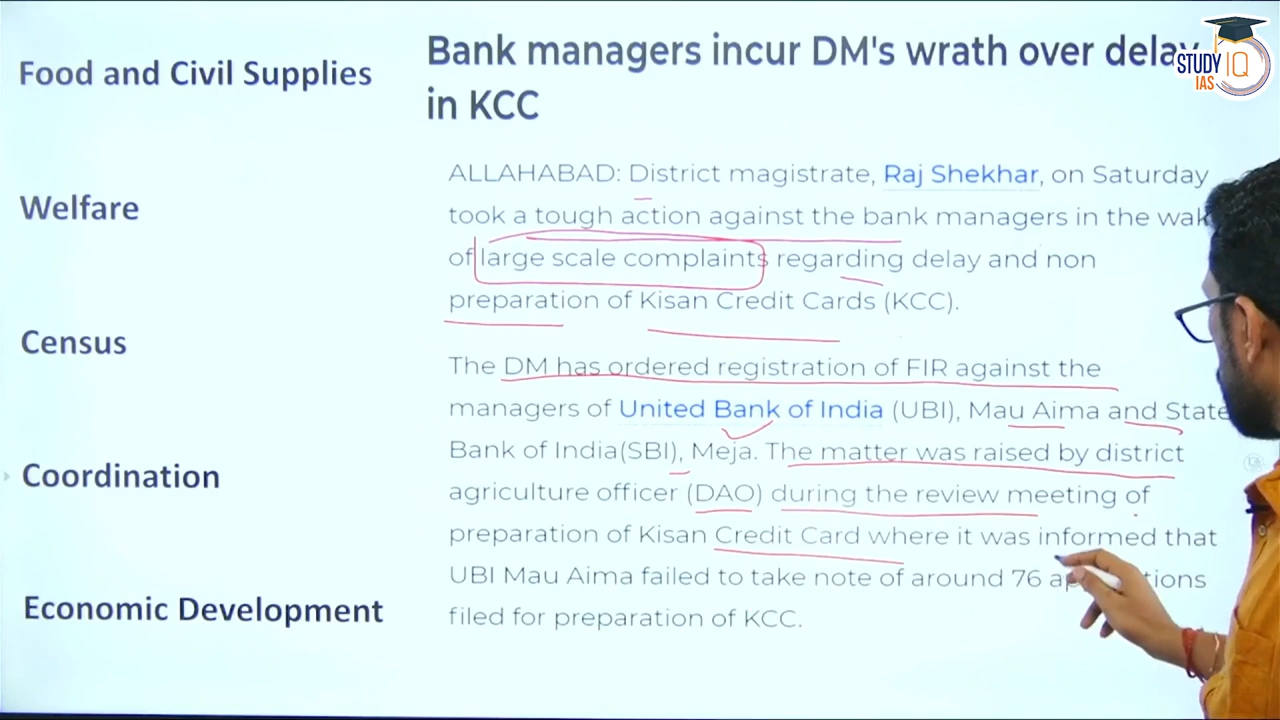 Food and Civil Supplies
Welfare
Census
Coordination
Economic Development
Bank managers incur DM's wrath over delay
in KCC
ALLAHABAD: District magistrate, Raj Shekhar, on Saturday
took a tough action against the bank managers in the
of large scale complaints regarding delay and non
preparation of Kisan Credit Cards (KCC).
The DM has ordered registration of FIR against the
managers of United Bank of India (UBI), Mau Aima and State
Bank of India(SBI), Meja. The matter was raised by district
agriculture officer (DAO) during the review meeting of
preparation of Kisan Credit Card where it was informed that
UBI Mau Aima failed to take note of around 76
filed for preparation of KCC.
STUDY IQ
IAS